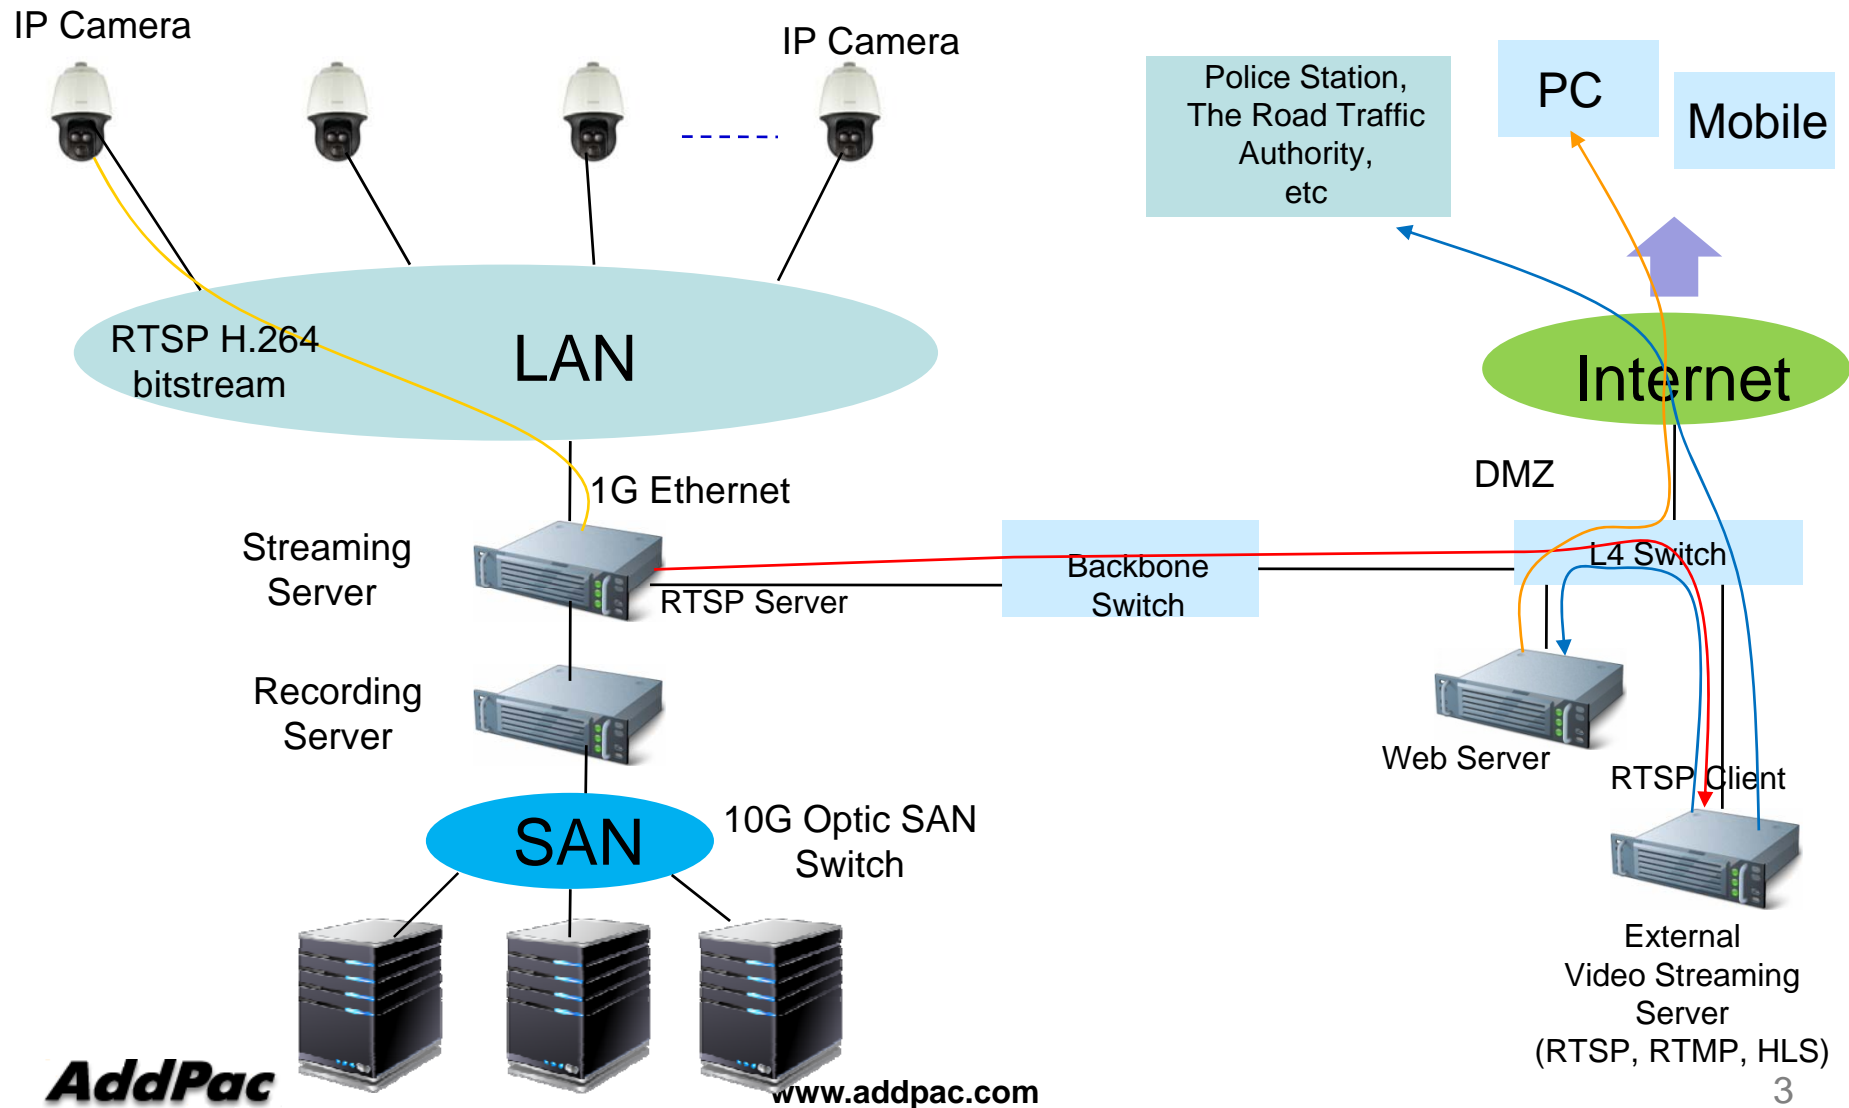 IP Camera
IP Camera
Police Station,
The Road Traffic
Authority,
etc
PC
Mobile
RTSP H.264
bitstream
LAN
Internet
DMZ
1G Ethernet
Streaming
Server
RTSP Server
Backbone
Switch
L4 Switch
Recording
Server
Web Server
RTSP Client
SAN
10G Optic SAN
Switch
External
Video Streaming
Server
(RTSP, RTMP, HLS)
AddPac
www.addpac.com
3